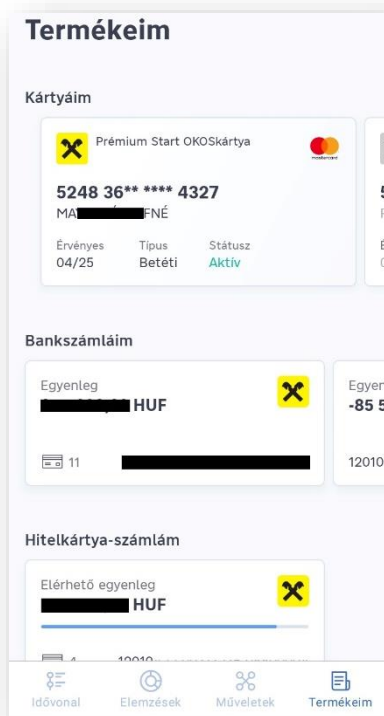 Termékeim
Kártyáim
Prémium Start OKOSkártya
mastercard
5248 36** **** 4327
MA FNÉ
Érvényes Típus Státusz
04/25 Betéti Aktív
Bankszámláim
Egyenleg
HUF
11
-85 5
12010
Hitelkártya-számlám
Elérhető egyenleg
HUF
Idővonal Elemzések Műveletek Termékeim